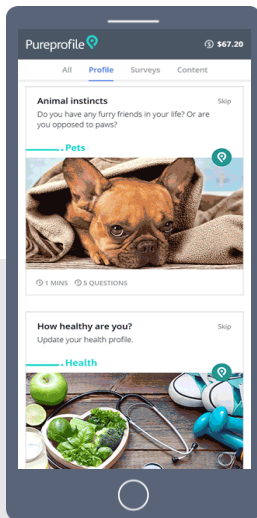 Pureprofile
$67.20
All Profile Surveys Content
Animal instincts Skip
Do you have any furry friends in your life? Or are
you opposed to paws?
Pets
1 MINS 5 QUESTIONS
How healthy are you? Skip
Update your health profile.
Health